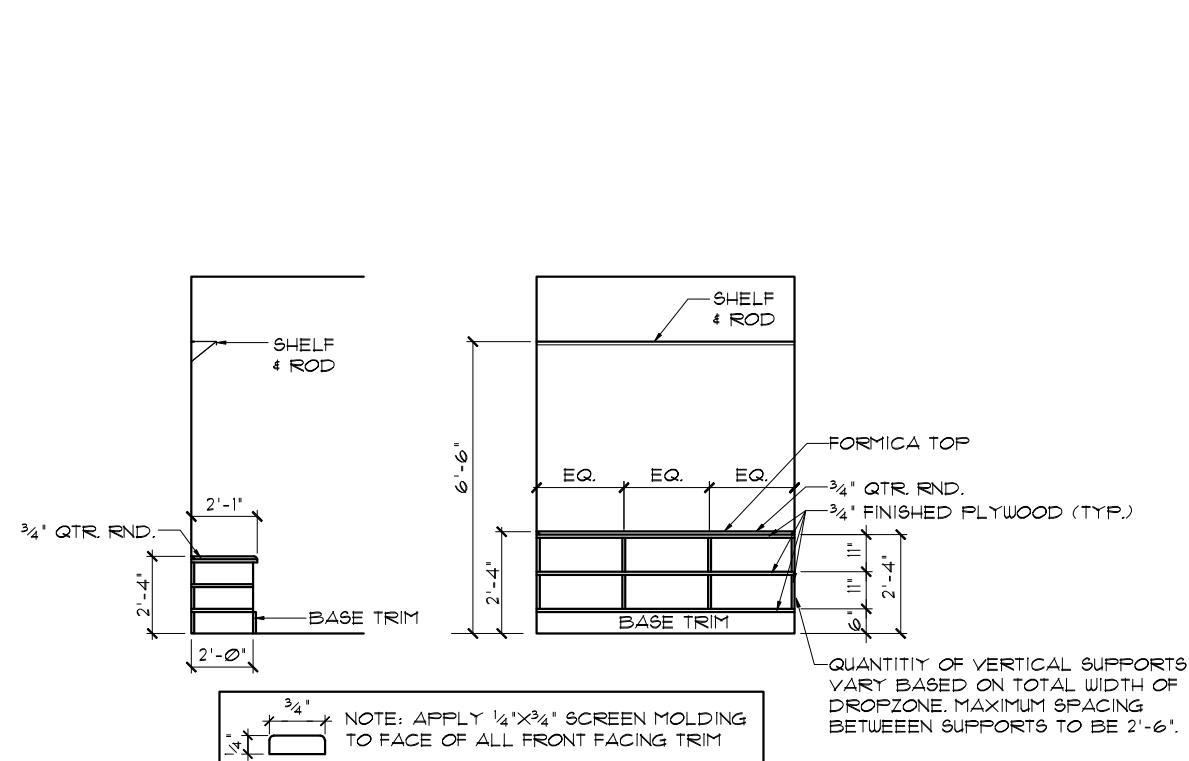 SHELF
& ROD
SHELF
& ROD
6'-6"
FORMICA TOP
EQ.
EQ.
EQ.
3/4" QTR. RND.
3/4" FINISHED PLYWOOD (TYP.)
2'-1"
3/4" QTR. RND.
2'-4"
BASE TRIM
2'-0"
2'-4"
11"
11"
6"
2'-4"
BASE TRIM
QUANTITIY OF VERTICAL SUPPORTS
VARY BASED ON TOTAL WIDTH OF
DROPZONE. MAXIMUM SPACING
BETWEEEN SUPPORTS TO BE 2'-6".
3/4"
1/4"
NOTE: APPLY 1/4"X3/4" SCREEN MOLDING
TO FACE OF ALL FRONT FACING TRIM